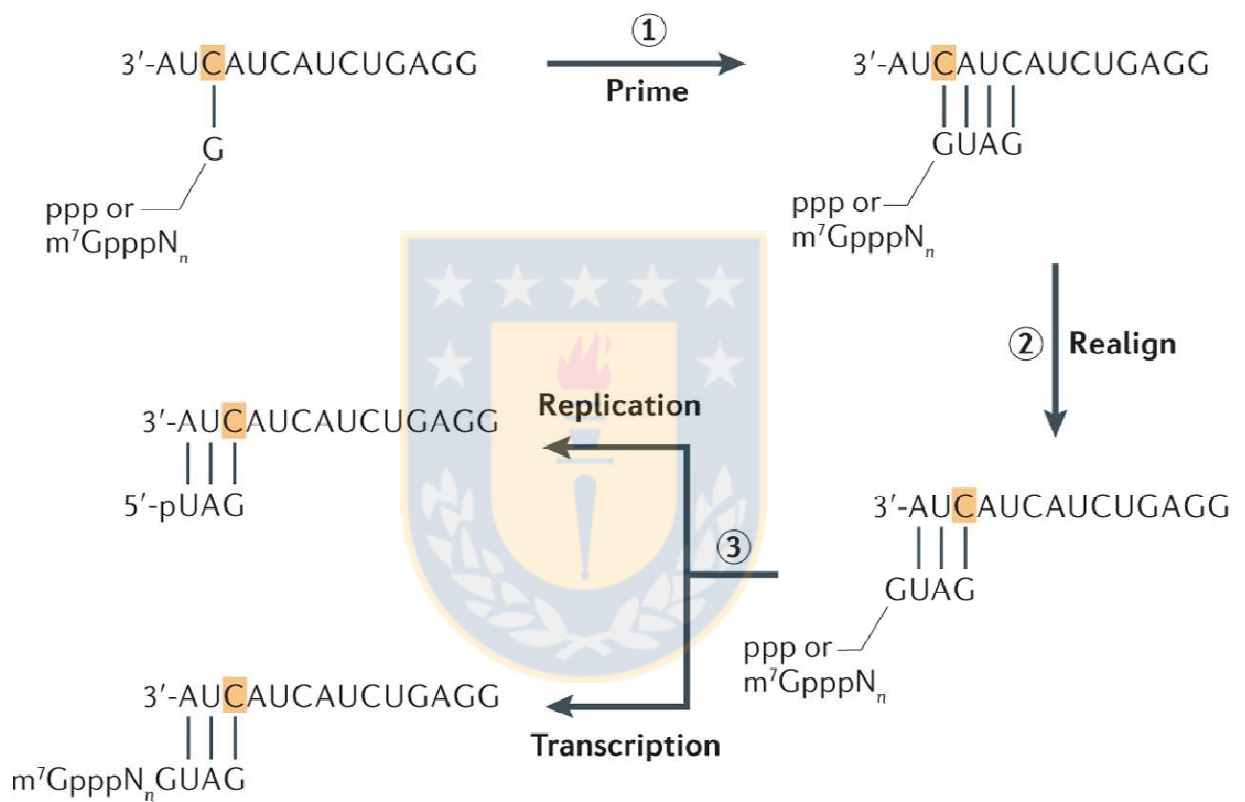 ①
3′-AUCAUCAUCUGAGG
Prime
G
ppp or
m⁷GpppNₙ
3′-AUCAUCAUCUGAGG
GUAG
ppp or
m⁷GpppNₙ
② Realign
3′-AUCAUCAUCUGAGG
GUAG
ppp or
m⁷GpppNₙ
③
Replication
3′-AUCAUCAUCUGAGG
5′-pUAG
3′-AUCAUCAUCUGAGG
Transcription
m⁷GpppNₙGUAG